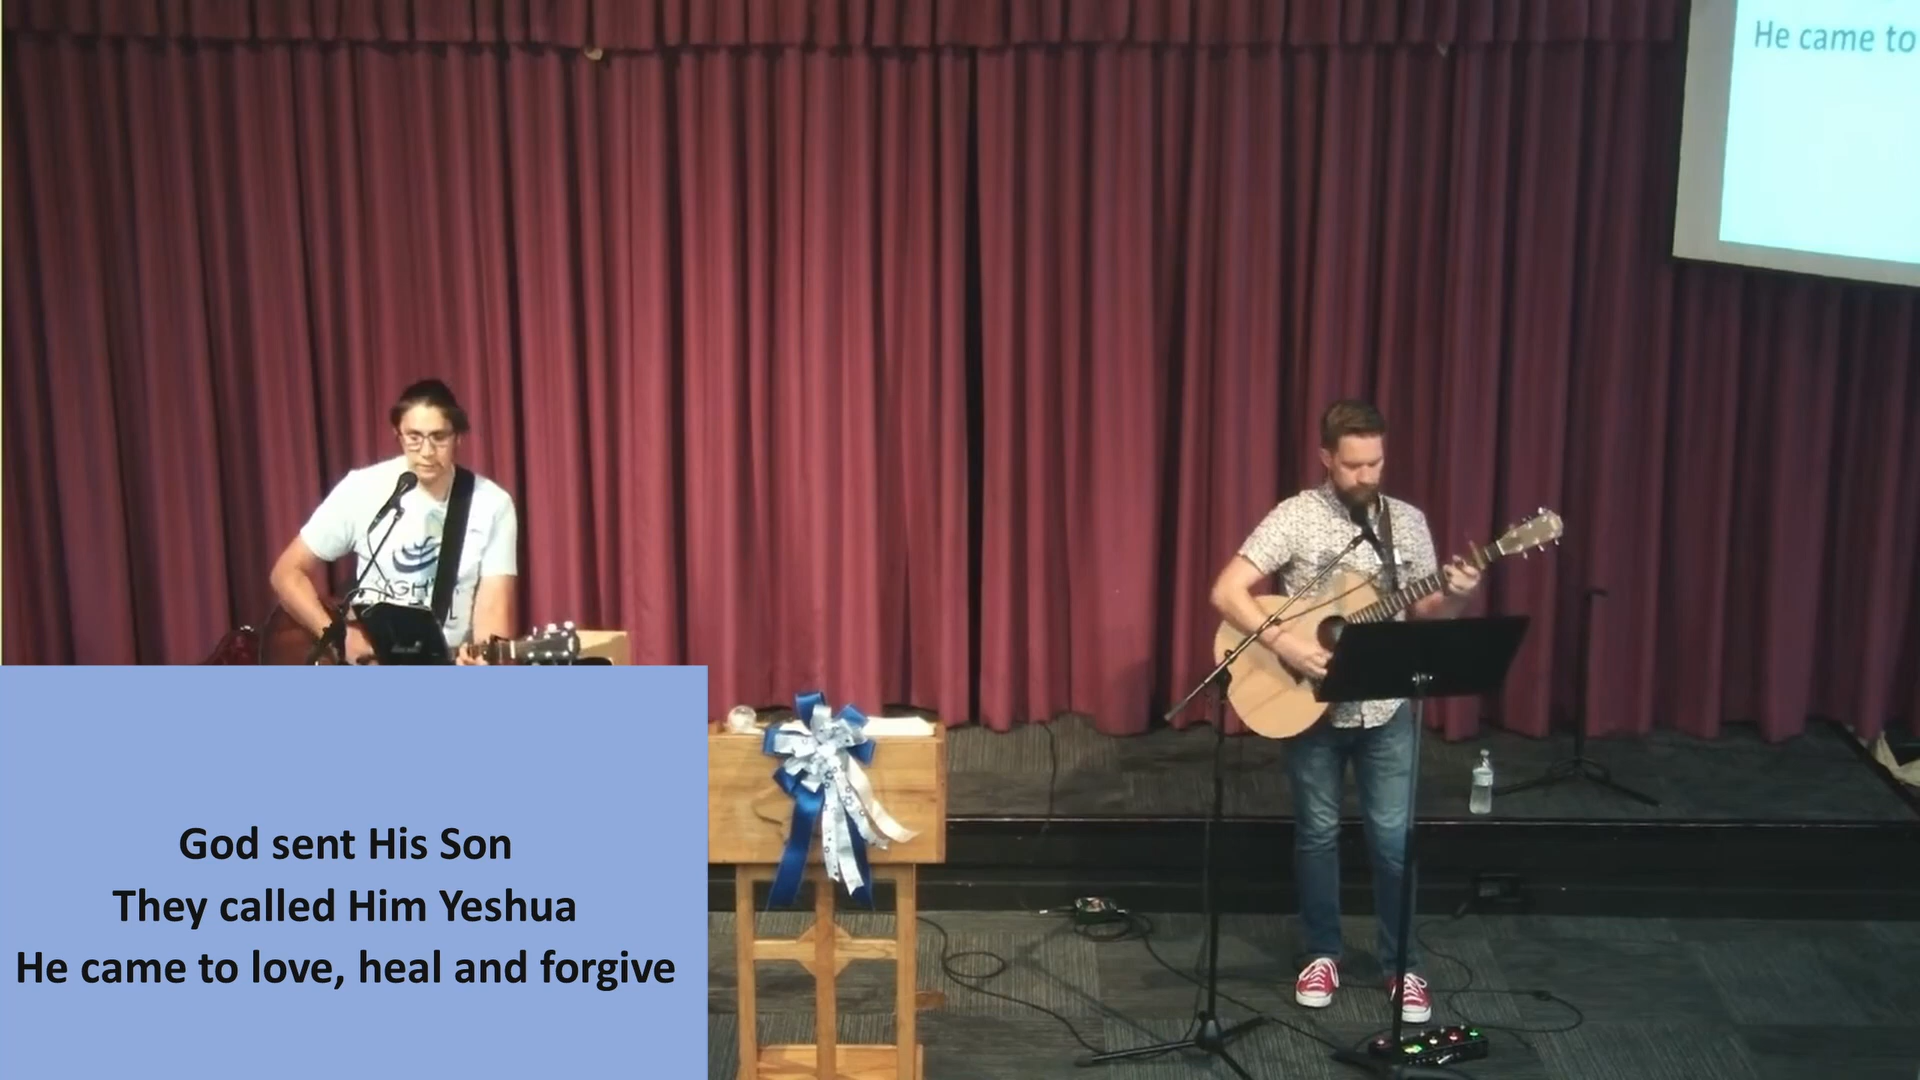 He came to
God sent His Son
They called Him Yeshua
He came to love, heal and forgive